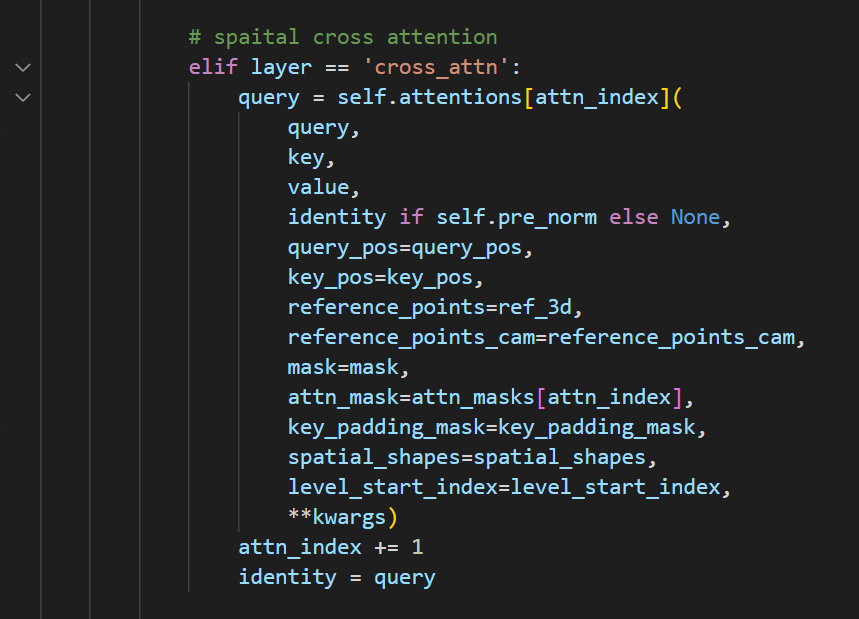 # spaital cross attention
elif layer == 'cross_attn':
query = self.attentions[attn_index](
query,
key,
value,
identity if self.pre_norm else None,
query_pos=query_pos,
key_pos=key_pos,
reference_points=ref_3d,
reference_points_cam=reference_points_cam,
mask=mask,
attn_mask=attn_masks[attn_index],
key_padding_mask=key_padding_mask,
spatial_shapes=spatial_shapes,
level_start_index=level_start_index,
**kwargs)
attn_index += 1
identity = query